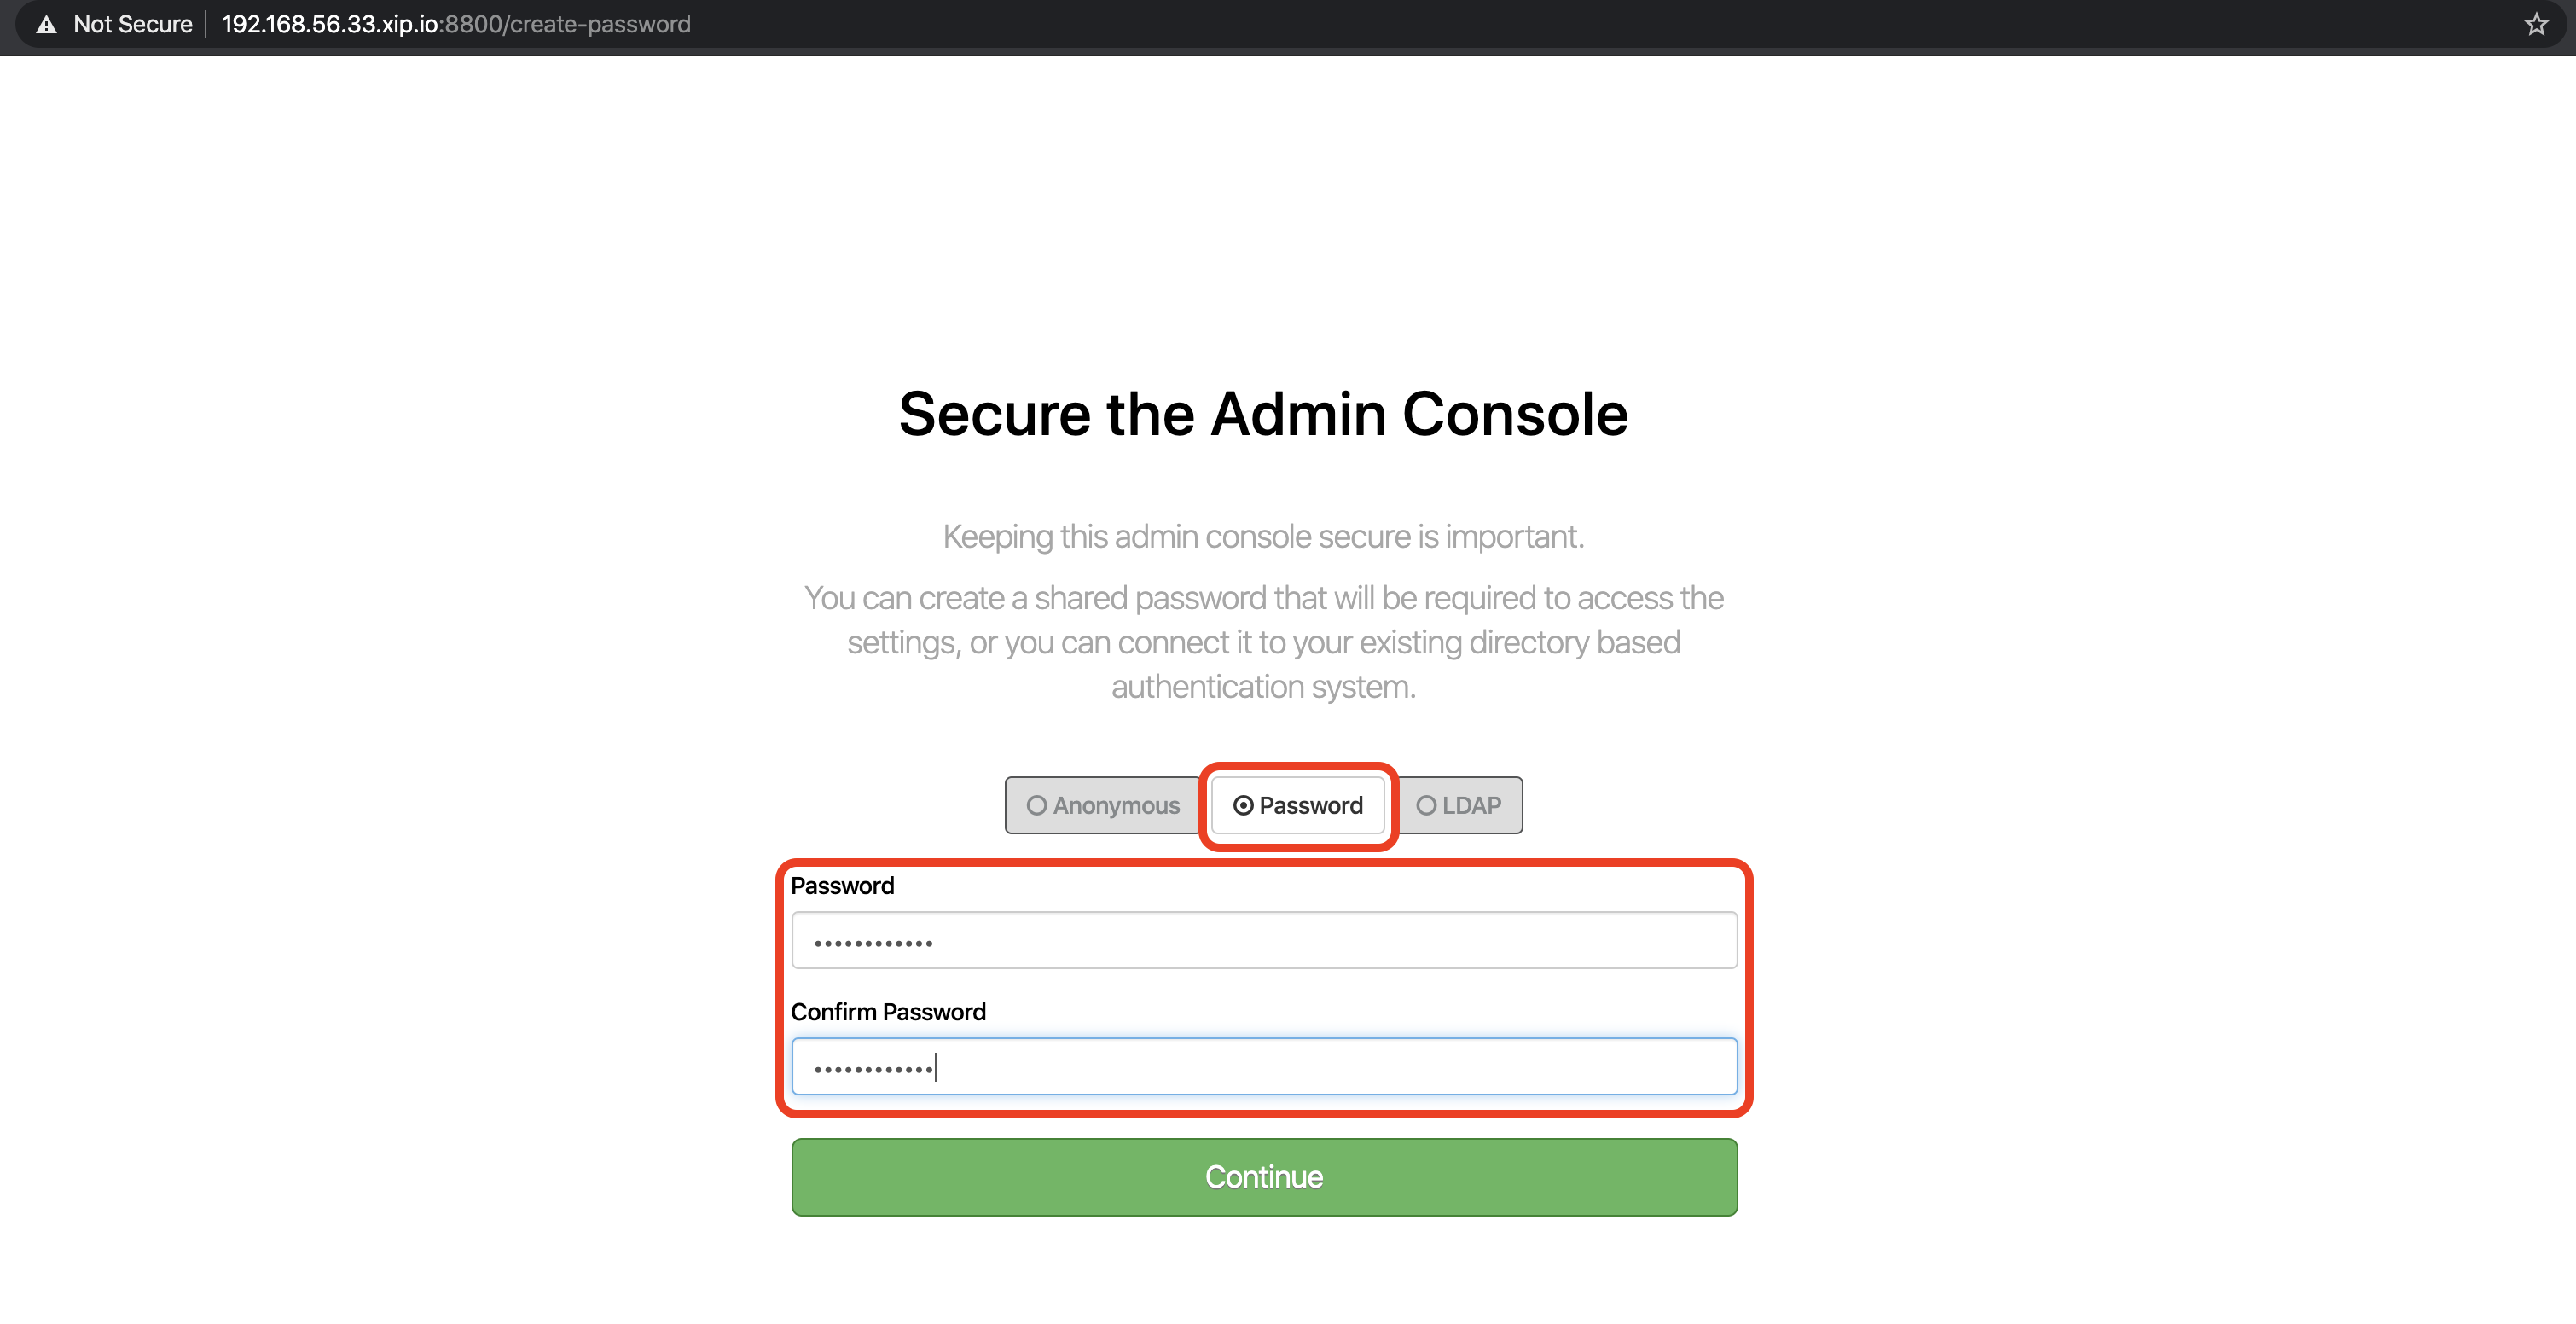 Not Secure 192.168.56.33.xip.io:8800/create-password
Secure the Admin Console
Keeping this admin console secure is important.
You can create a shared password that will be required to access the
settings, or you can connect it to your existing directory based
authentication system.
Anonymous Password LDAP
Password
••••••••••••
Confirm Password
••••••••••••
Continue